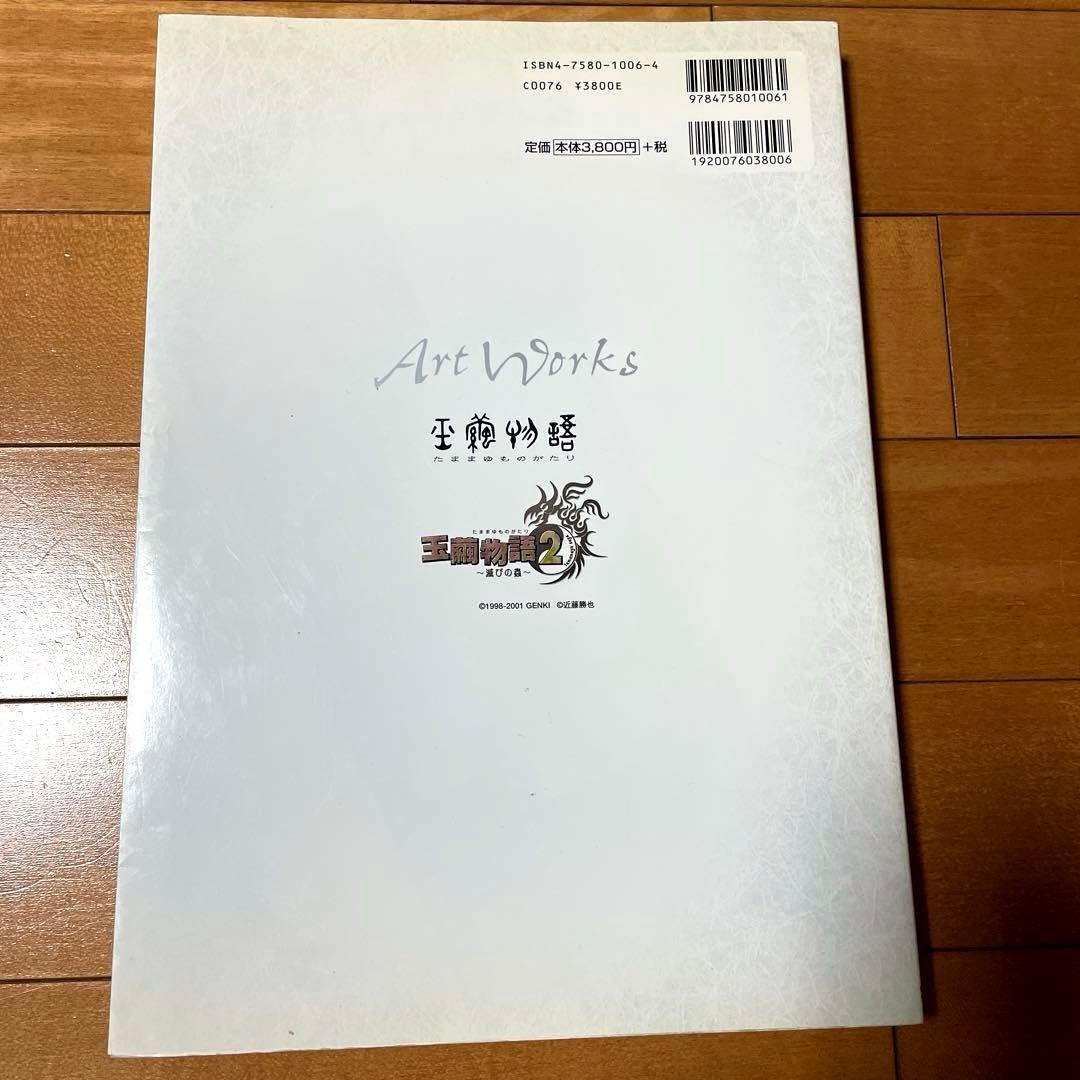 ISBN4-7580-1006-4
C0076 ¥3800E
9784758010061
定価 本体3,800円 +税
1920076038006
Art Works
玉繭物語
たままゆものがたり
たままゆものがたり
玉繭物語2
～滅びの蟲～
©1998-2001 GENKI ©近藤勝也